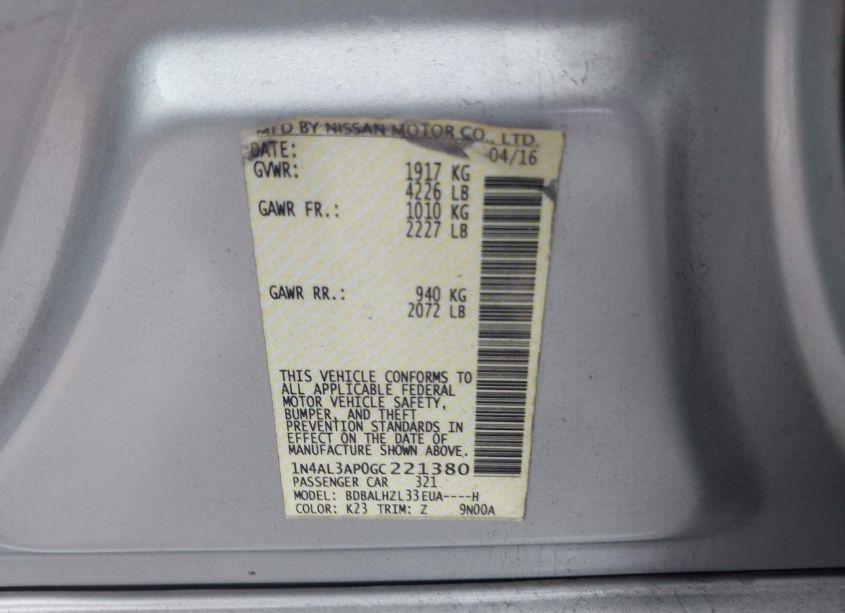 MFD BY NISSAN MOTOR CO., LTD.
DATE: 04/16
GVWR: 1917 KG
4226 LB
GAWR FR.: 1010 KG
2227 LB
GAWR RR.: 940 KG
2072 LB
THIS VEHICLE CONFORMS TO
ALL APPLICABLE FEDERAL
MOTOR VEHICLE SAFETY,
BUMPER, AND THEFT
PREVENTION STANDARDS IN
EFFECT ON THE DATE OF
MANUFACTURE SHOWN ABOVE.
1N4AL3AP0GC221380
PASSENGER CAR 321
MODEL: BDBALHZL33EUA----H
COLOR: K23 TRIM: Z 9N00A